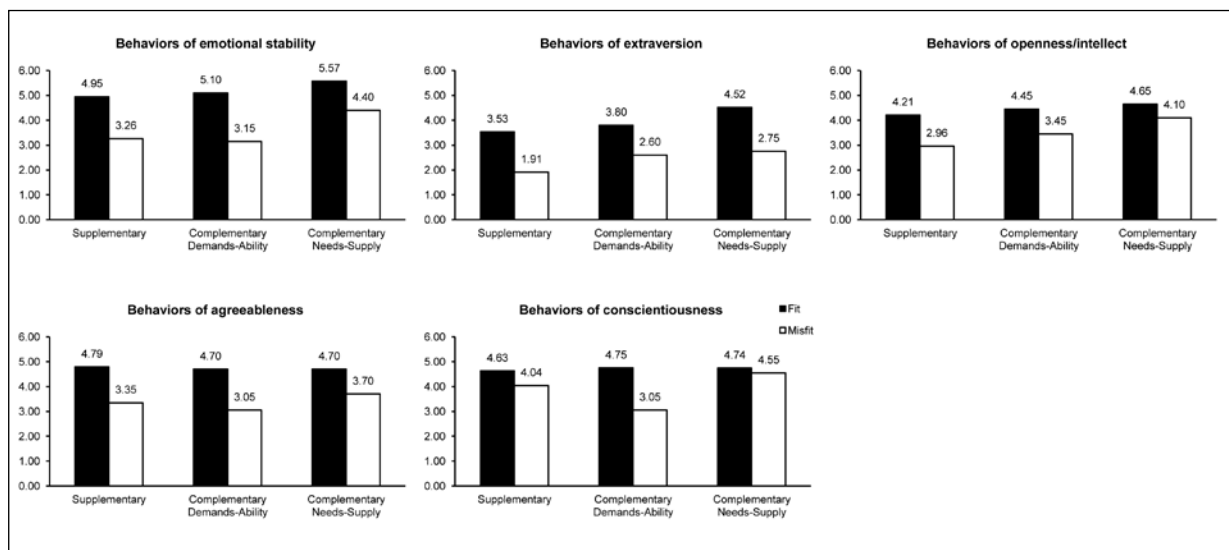 Behaviors of emotional stability
6.00
5.00
4.00
3.00
2.00
1.00
0.00
4.95
3.26
5.10
3.15
5.57
4.40
Supplementary
Complementary
Demands-Ability
Complementary
Needs-Supply
Behaviors of extraversion
6.00
5.00
4.00
3.00
2.00
1.00
0.00
3.53
1.91
3.80
2.60
4.52
2.75
Supplementary
Complementary
Demands-Ability
Complementary
Needs-Supply
Behaviors of openness/intellect
6.00
5.00
4.00
3.00
2.00
1.00
0.00
4.21
2.96
4.45
3.45
4.65
4.10
Supplementary
Complementary
Demands-Ability
Complementary
Needs-Supply
Behaviors of agreeableness
6.00
5.00
4.00
3.00
2.00
1.00
0.00
4.79
3.35
4.70
3.05
4.70
3.70
Supplementary
Complementary
Demands-Ability
Complementary
Needs-Supply
Behaviors of conscientiousness
Fit
Misfit
6.00
5.00
4.00
3.00
2.00
1.00
0.00
4.63
4.04
4.75
3.05
4.74
4.55
Supplementary
Complementary
Demands-Ability
Complementary
Needs-Supply